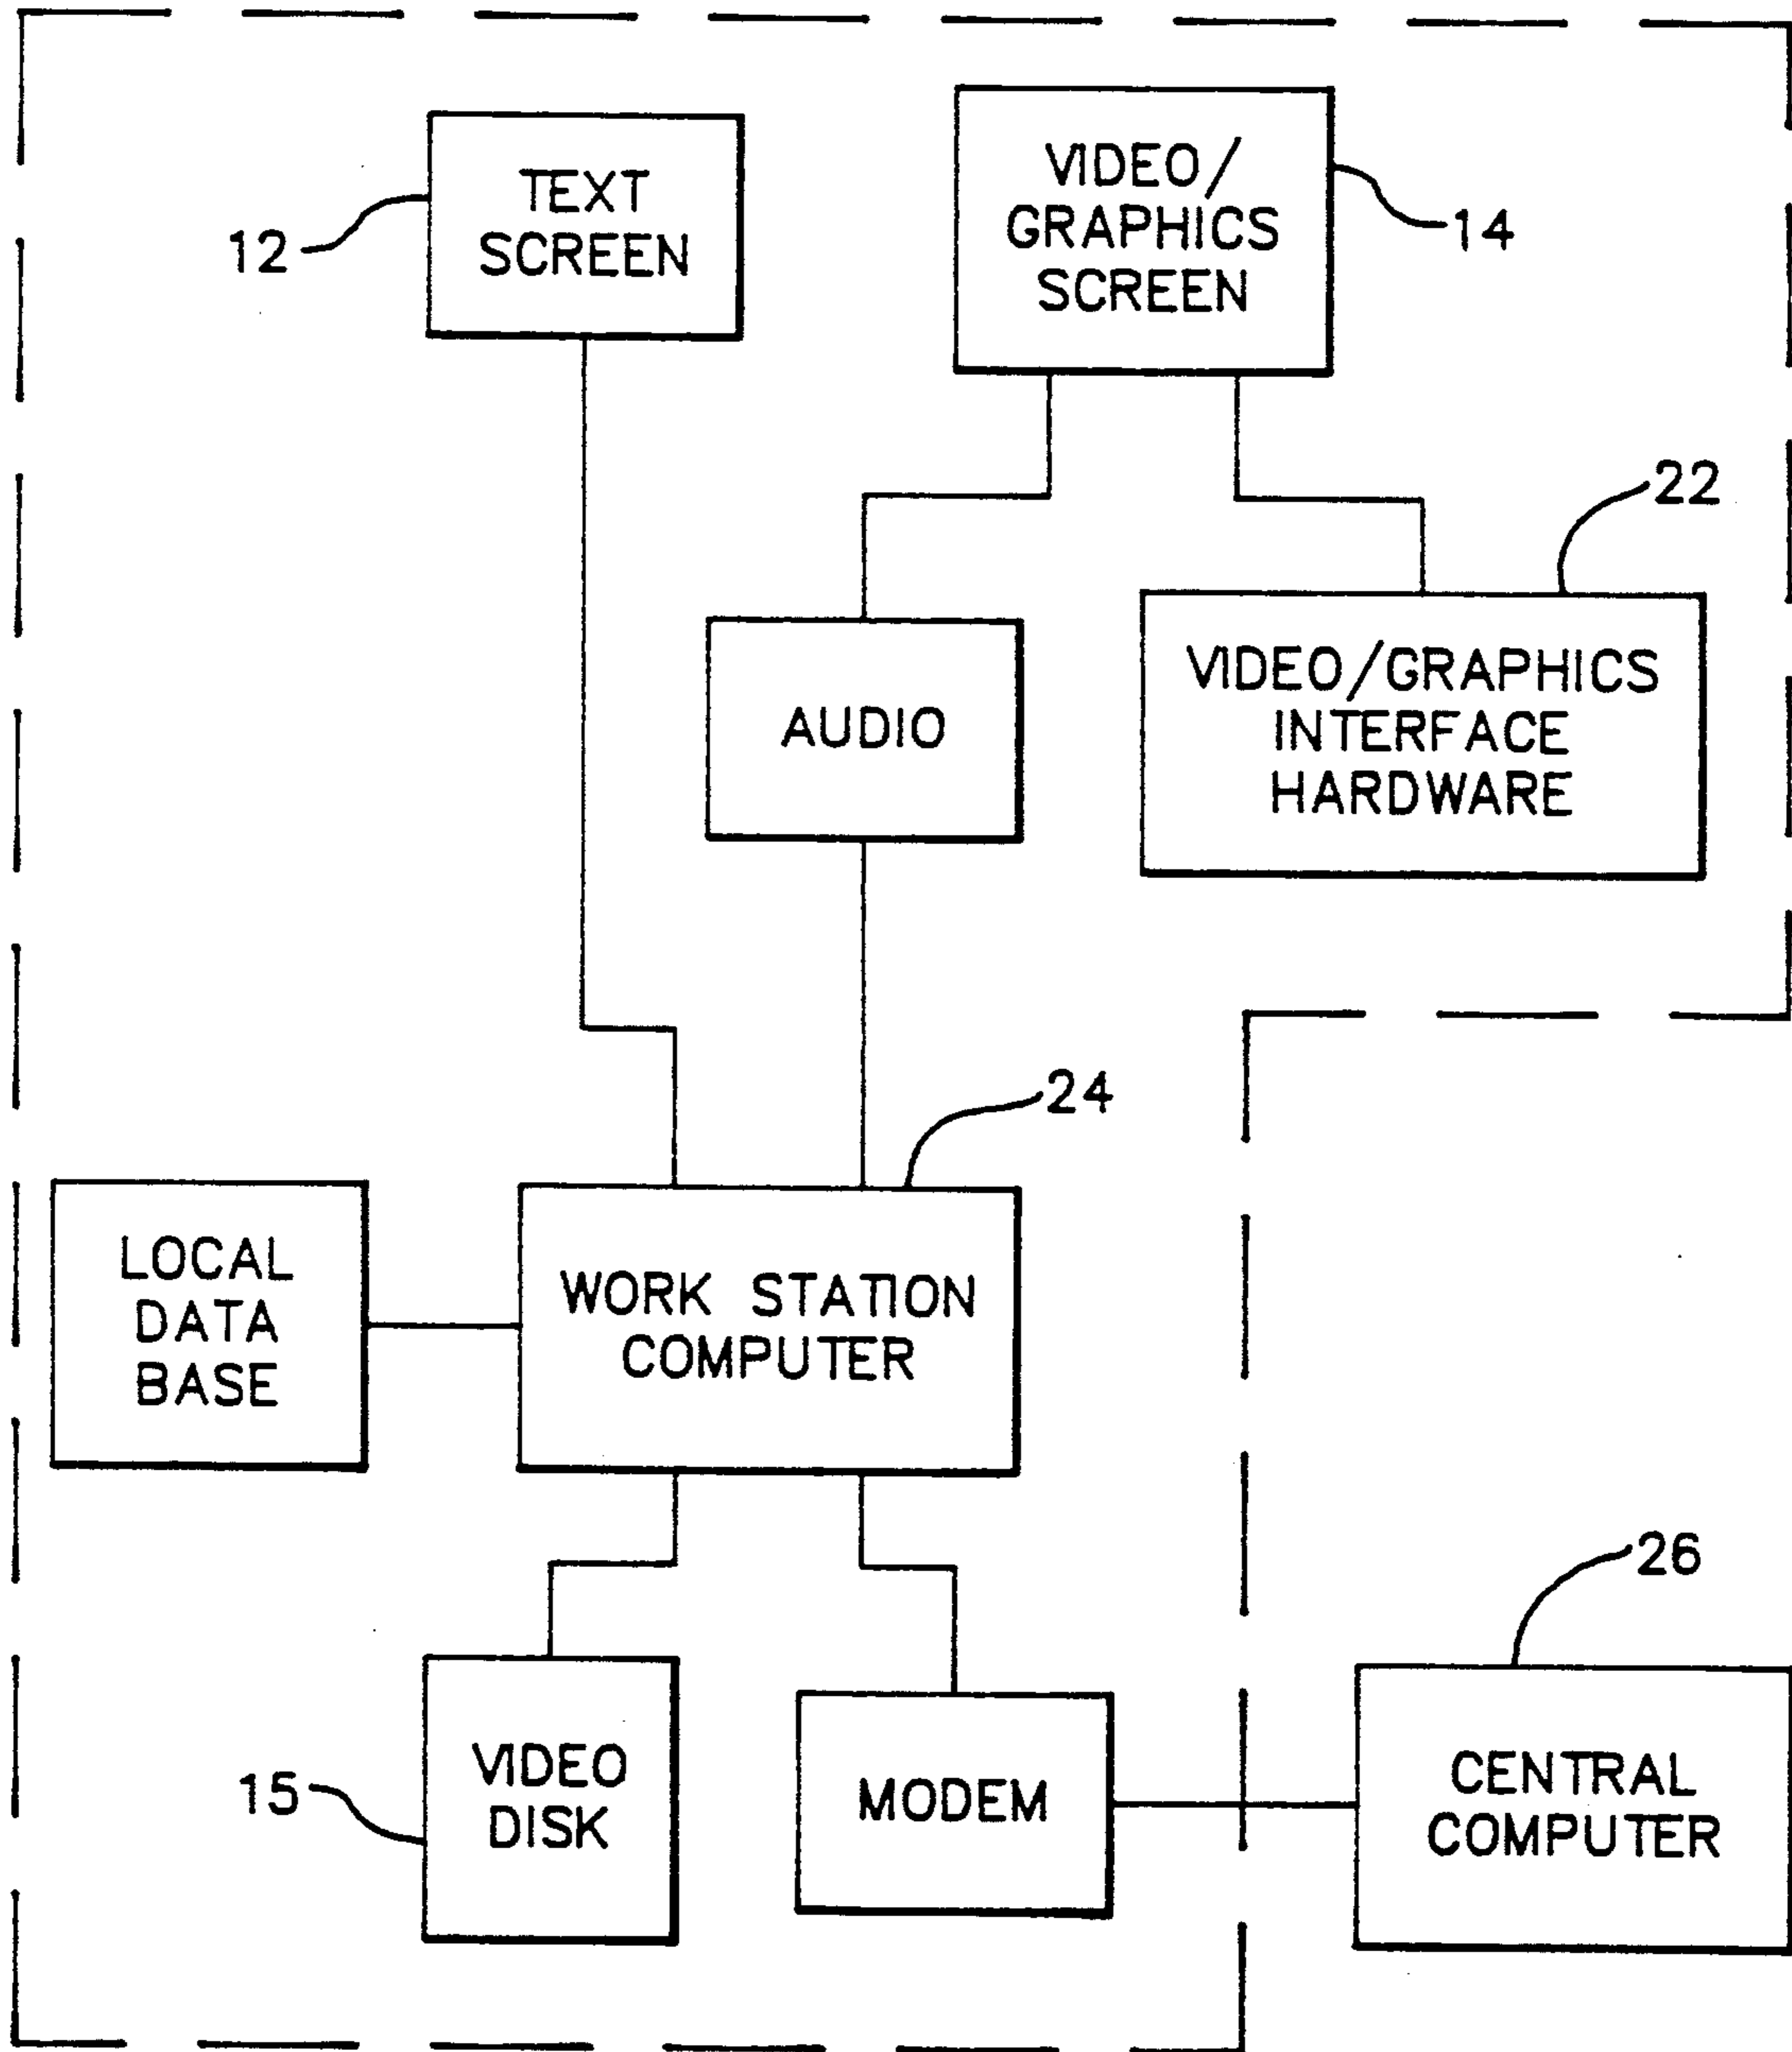 TEXT
SCREEN
12
VIDEO/
GRAPHICS
SCREEN
14
22
AUDIO
VIDEO/GRAPHICS
INTERFACE
HARDWARE
24
LOCAL
DATA
BASE
WORK STATION
COMPUTER
26
15
VIDEO
DISK
MODEM
CENTRAL
COMPUTER